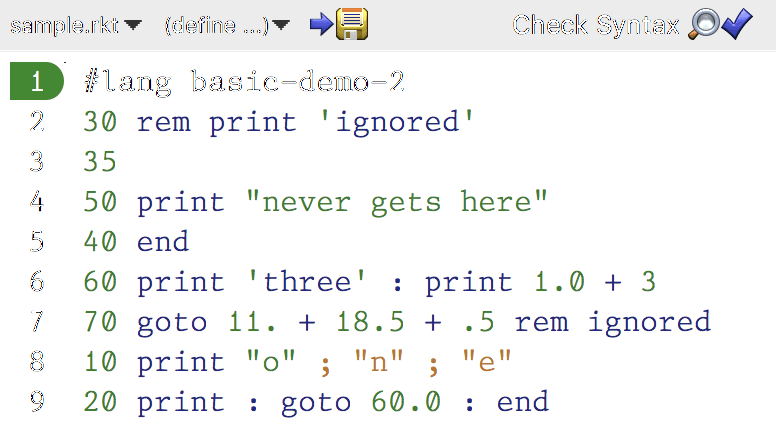 sample.rkt (define ...) Check Syntax
1 #lang basic-demo-2
2 30 rem print 'ignored'
3 35
4 50 print "never gets here"
5 40 end
6 60 print 'three' : print 1.0 + 3
7 70 goto 11. + 18.5 + .5 rem ignored
8 10 print "o" ; "n" ; "e"
9 20 print : goto 60.0 : end